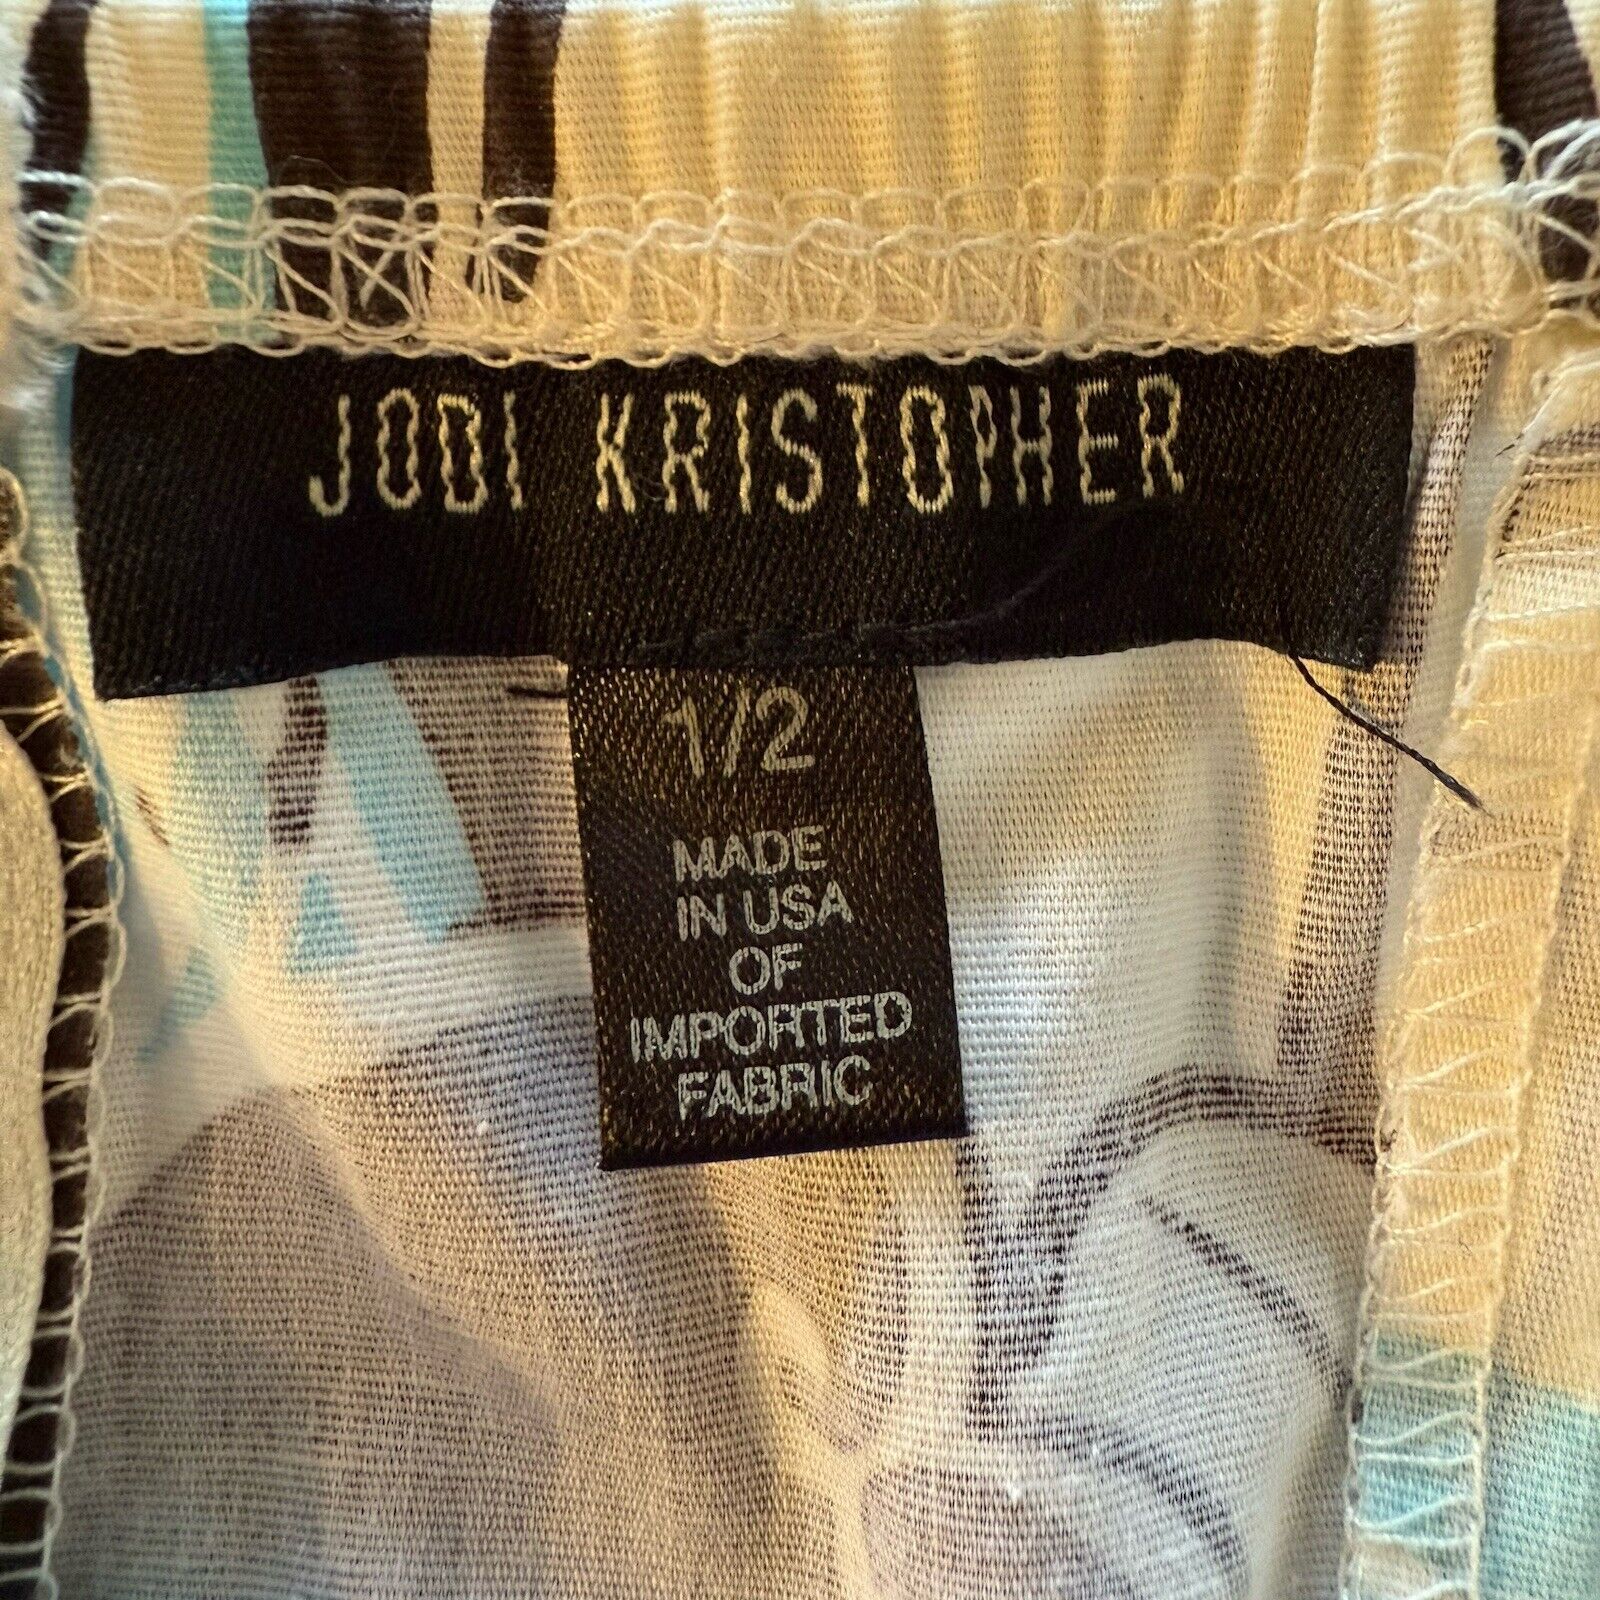 JODI KRISTOPHER
1/2
MADE
IN USA
OF
IMPORTED
FABRIC